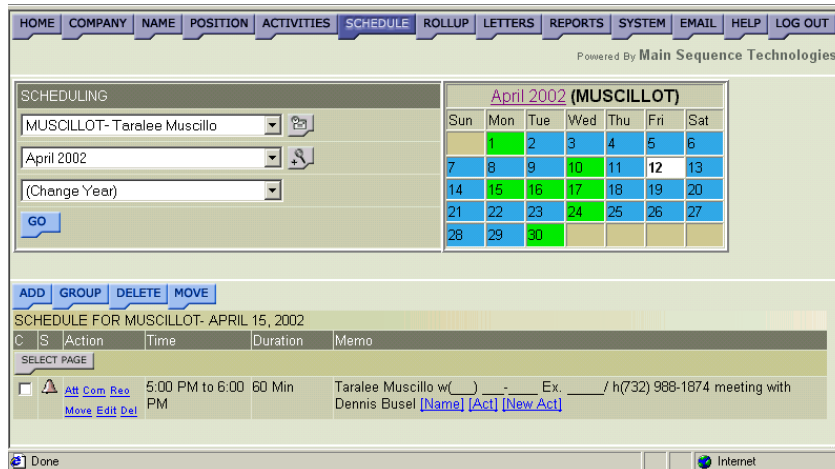 HOME COMPANY NAME POSITION ACTIVITIES SCHEDULE ROLLUP LETTERS REPORTS SYSTEM EMAIL HELP LOG OUT
Powered By Main Sequence Technologies
SCHEDULING
MUSCILLOT- Taralee Muscillo
April 2002
(Change Year)
GO
April 2002 (MUSCILLOT)
Sun Mon Tue Wed Thu Fri Sat
1 2 3 4 5 6
7 8 9 10 11 12 13
14 15 16 17 18 19 20
21 22 23 24 25 26 27
28 29 30
ADD GROUP DELETE MOVE
SCHEDULE FOR MUSCILLOT- APRIL 15, 2002
C S Action Time Duration Memo
SELECT PAGE
Att Com Reo 5:00 PM to 6:00 60 Min Taralee Muscillo w(___) ___-____ Ex. _____/ h(732) 988-1874 meeting with
Move Edit Del PM Dennis Busel [Name] [Act] [New Act]
Done Internet